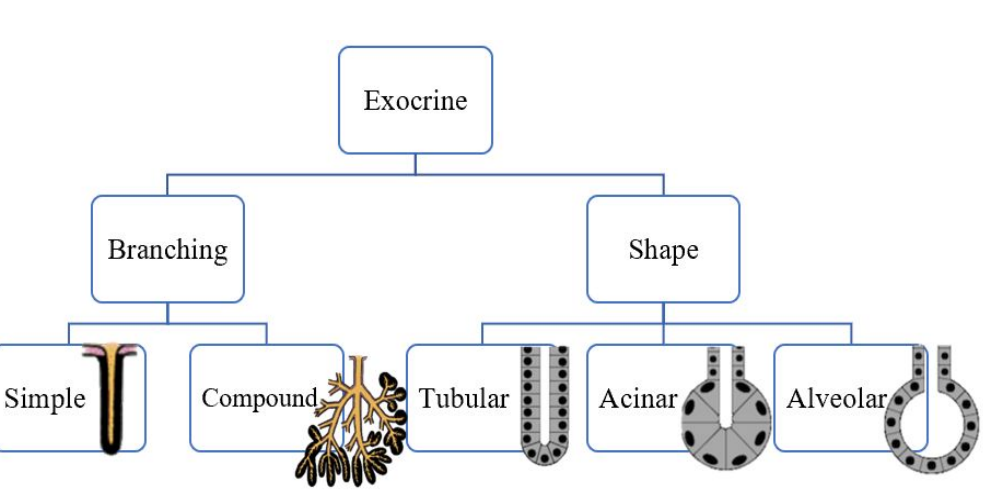 Exocrine
Branching
Shape
Simple
Compound
Tubular
Acinar
Alveolar